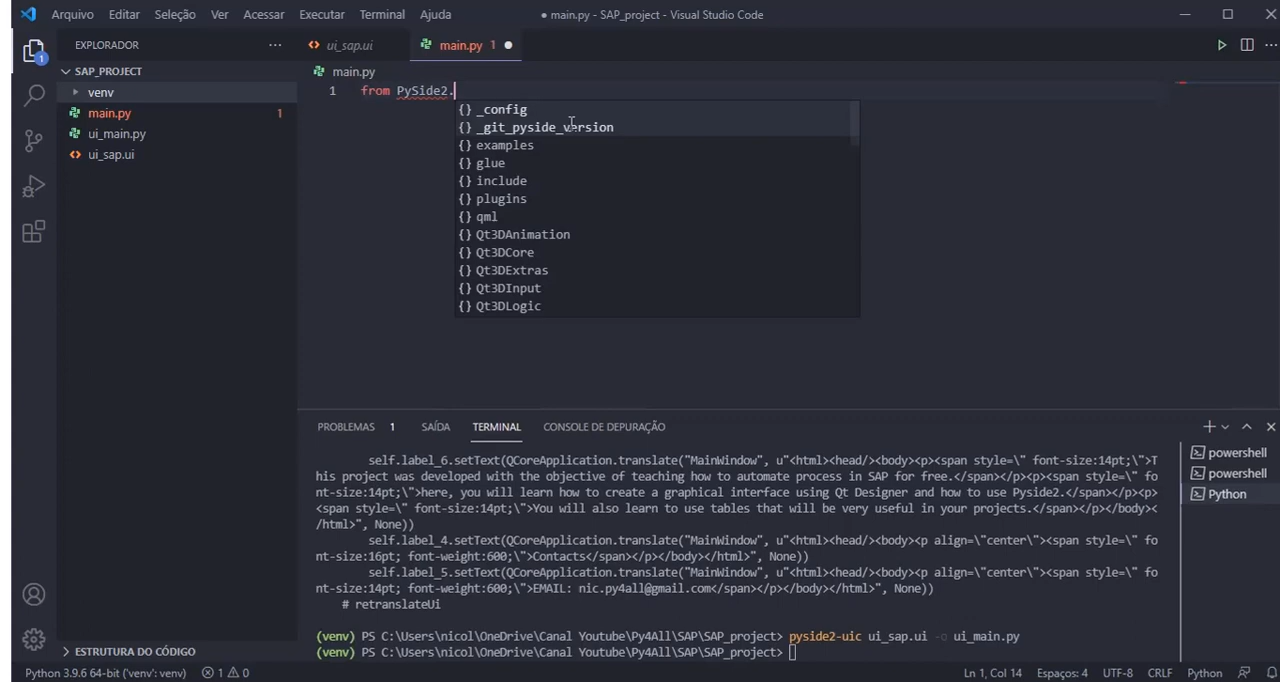 Arquivo Editar Seleção Ver Acessar Executar Terminal Ajuda
● main.py - SAP_project - Visual Studio Code
EXPLORADOR
ui_sap.ui
main.py 1
SAP_PROJECT
venv
main.py 1
ui_main.py
ui_sap.ui
main.py
1 from PySide2.
{} _config
{} _git_pyside_version
{} examples
{} glue
{} include
{} plugins
{} qml
{} Qt3DAnimation
{} Qt3DCore
{} Qt3DExtras
{} Qt3DInput
{} Qt3DLogic
PROBLEMAS 1 SAÍDA TERMINAL CONSOLE DE DEPURAÇÃO
self.label_6.setText(QCoreApplication.translate("MainWindow", u"<html><head/><body><p><span style=\" font-size:14pt;\">T
his project was developed with the objective of teaching how to automate process in SAP for free.</span></p><p><span style=\" fo
nt-size:14pt;\">here, you will learn how to create a graphical interface using Qt Designer and how to use Pyside2.</span></p><p>
<span style=\" font-size:14pt;\">You will also learn to use tables that will be very useful in your projects.</span></p></body><
/html>", None))
self.label_4.setText(QCoreApplication.translate("MainWindow", u"<html><head/><body><p align=\"center\"><span style=\" fo
nt-size:16pt; font-weight:600;\">Contacts</span></p></body></html>", None))
self.label_5.setText(QCoreApplication.translate("MainWindow", u"<html><head/><body><p align=\"center\"><span style=\" fo
nt-size:14pt; font-weight:600;\">EMAIL: nic.py4all@gmail.com</span></p></body></html>", None))
# retranslateUi
(venv) PS C:\Users\nicol\OneDrive\Canal Youtube\Py4All\SAP\SAP_project> pyside2-uic ui_sap.ui -o ui_main.py
(venv) PS C:\Users\nicol\OneDrive\Canal Youtube\Py4All\SAP\SAP_project>
powershell
powershell
Python
ESTRUTURA DO CÓDIGO
1
Python 3.9.6 64-bit ('venv': venv) 1 0
Ln 1, Col 14 Espaços: 4 UTF-8 CRLF Python